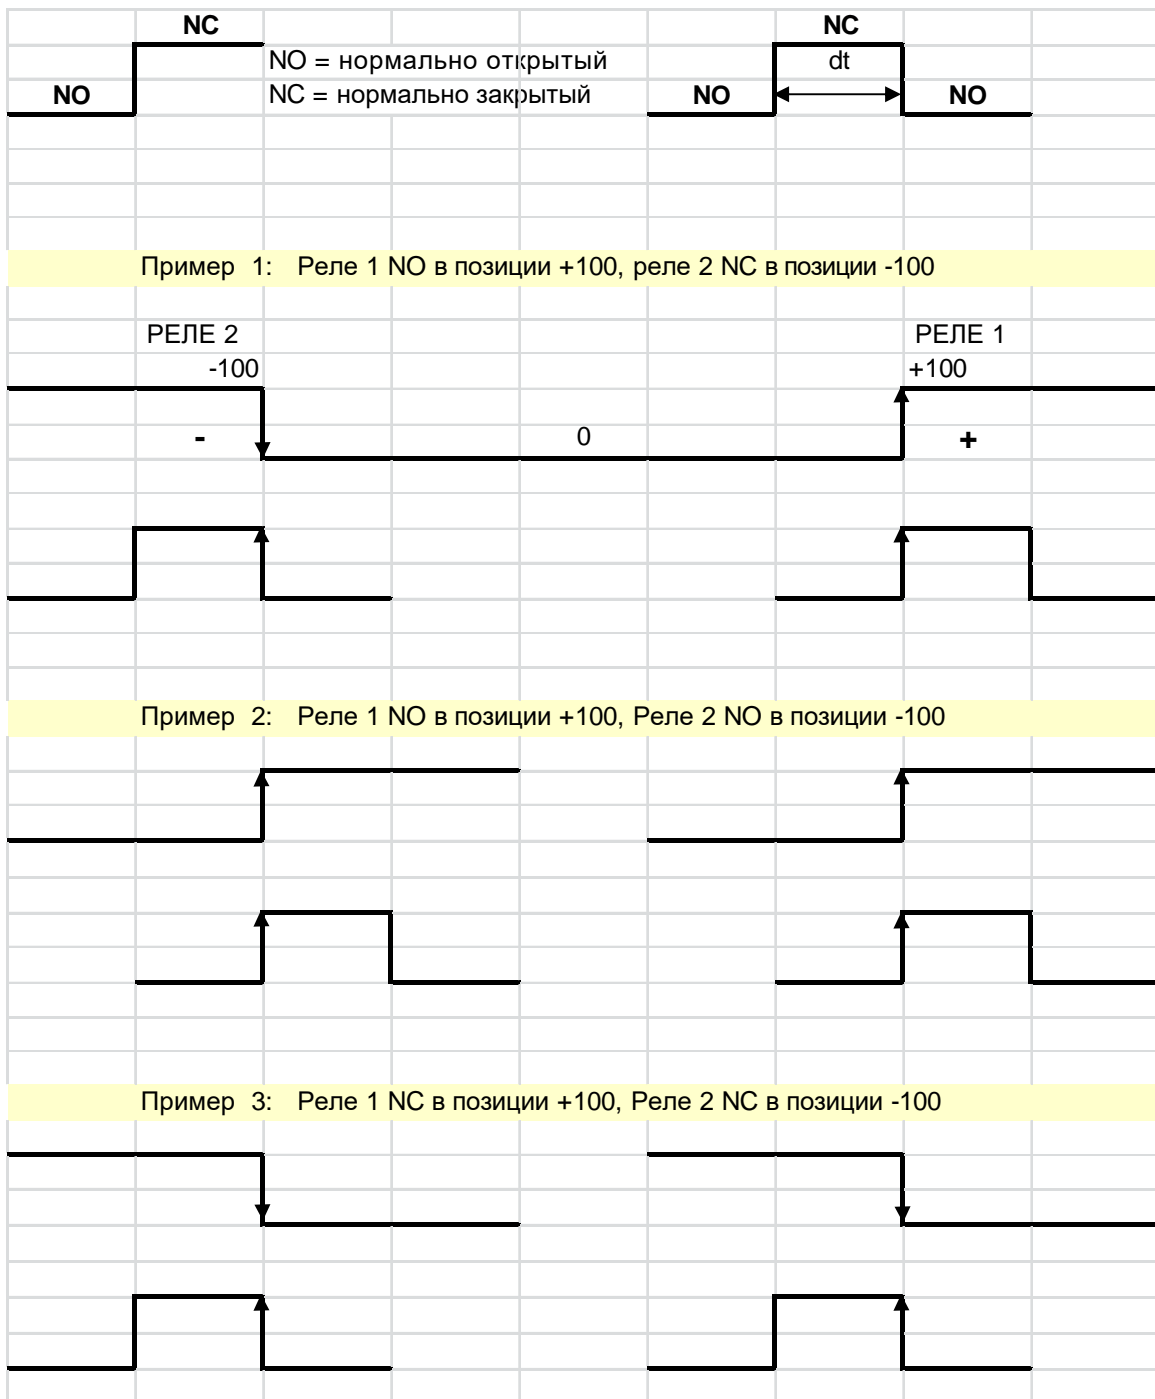 NC NC
NO = нормально открытый dt
NO NC = нормально закрытый NO NO
Пример 1: Реле 1 NO в позиции +100, реле 2 NC в позиции -100
РЕЛЕ 2 РЕЛЕ 1
-100 +100
- 0 +
Пример 2: Реле 1 NO в позиции +100, Реле 2 NO в позиции -100
Пример 3: Реле 1 NC в позиции +100, Реле 2 NC в позиции -100